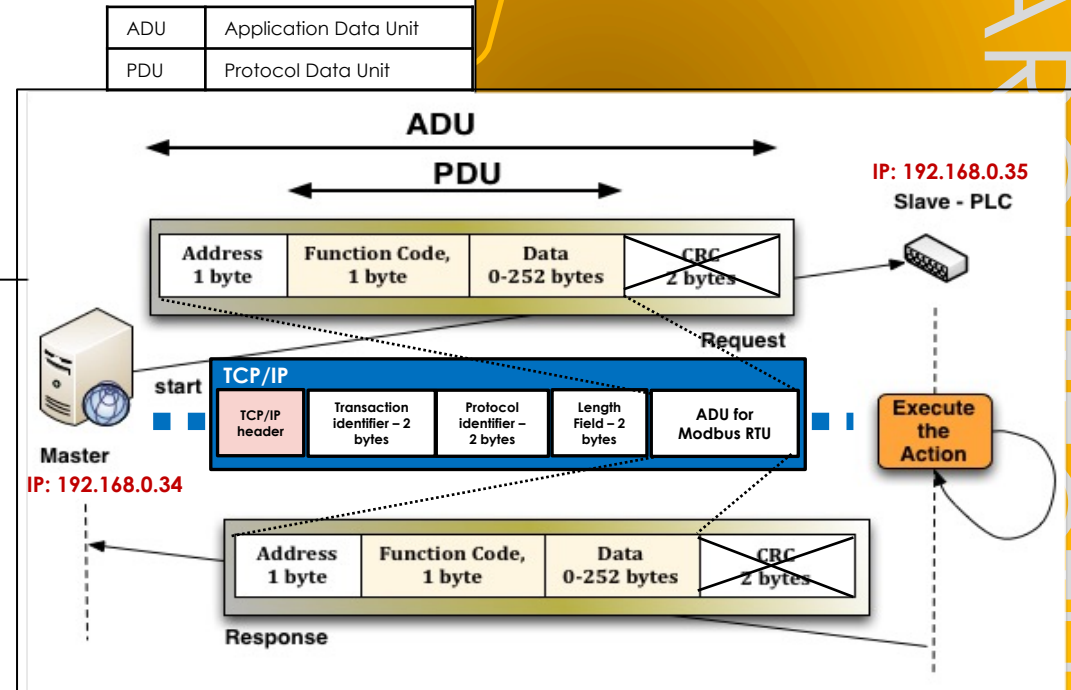 ADU Application Data Unit
PDU Protocol Data Unit
ADU
PDU
IP: 192.168.0.35
Slave - PLC
Address
1 byte
Function Code,
1 byte
Data
0-252 bytes
CRC
2 bytes
Request
start
TCP/IP
TCP/IP
header
Transaction
identifier – 2
bytes
Protocol
identifier –
2 bytes
Length
Field – 2
bytes
ADU for
Modbus RTU
Execute
the
Action
Master
IP: 192.168.0.34
Address
1 byte
Function Code,
1 byte
Data
0-252 bytes
CRC
2 bytes
Response